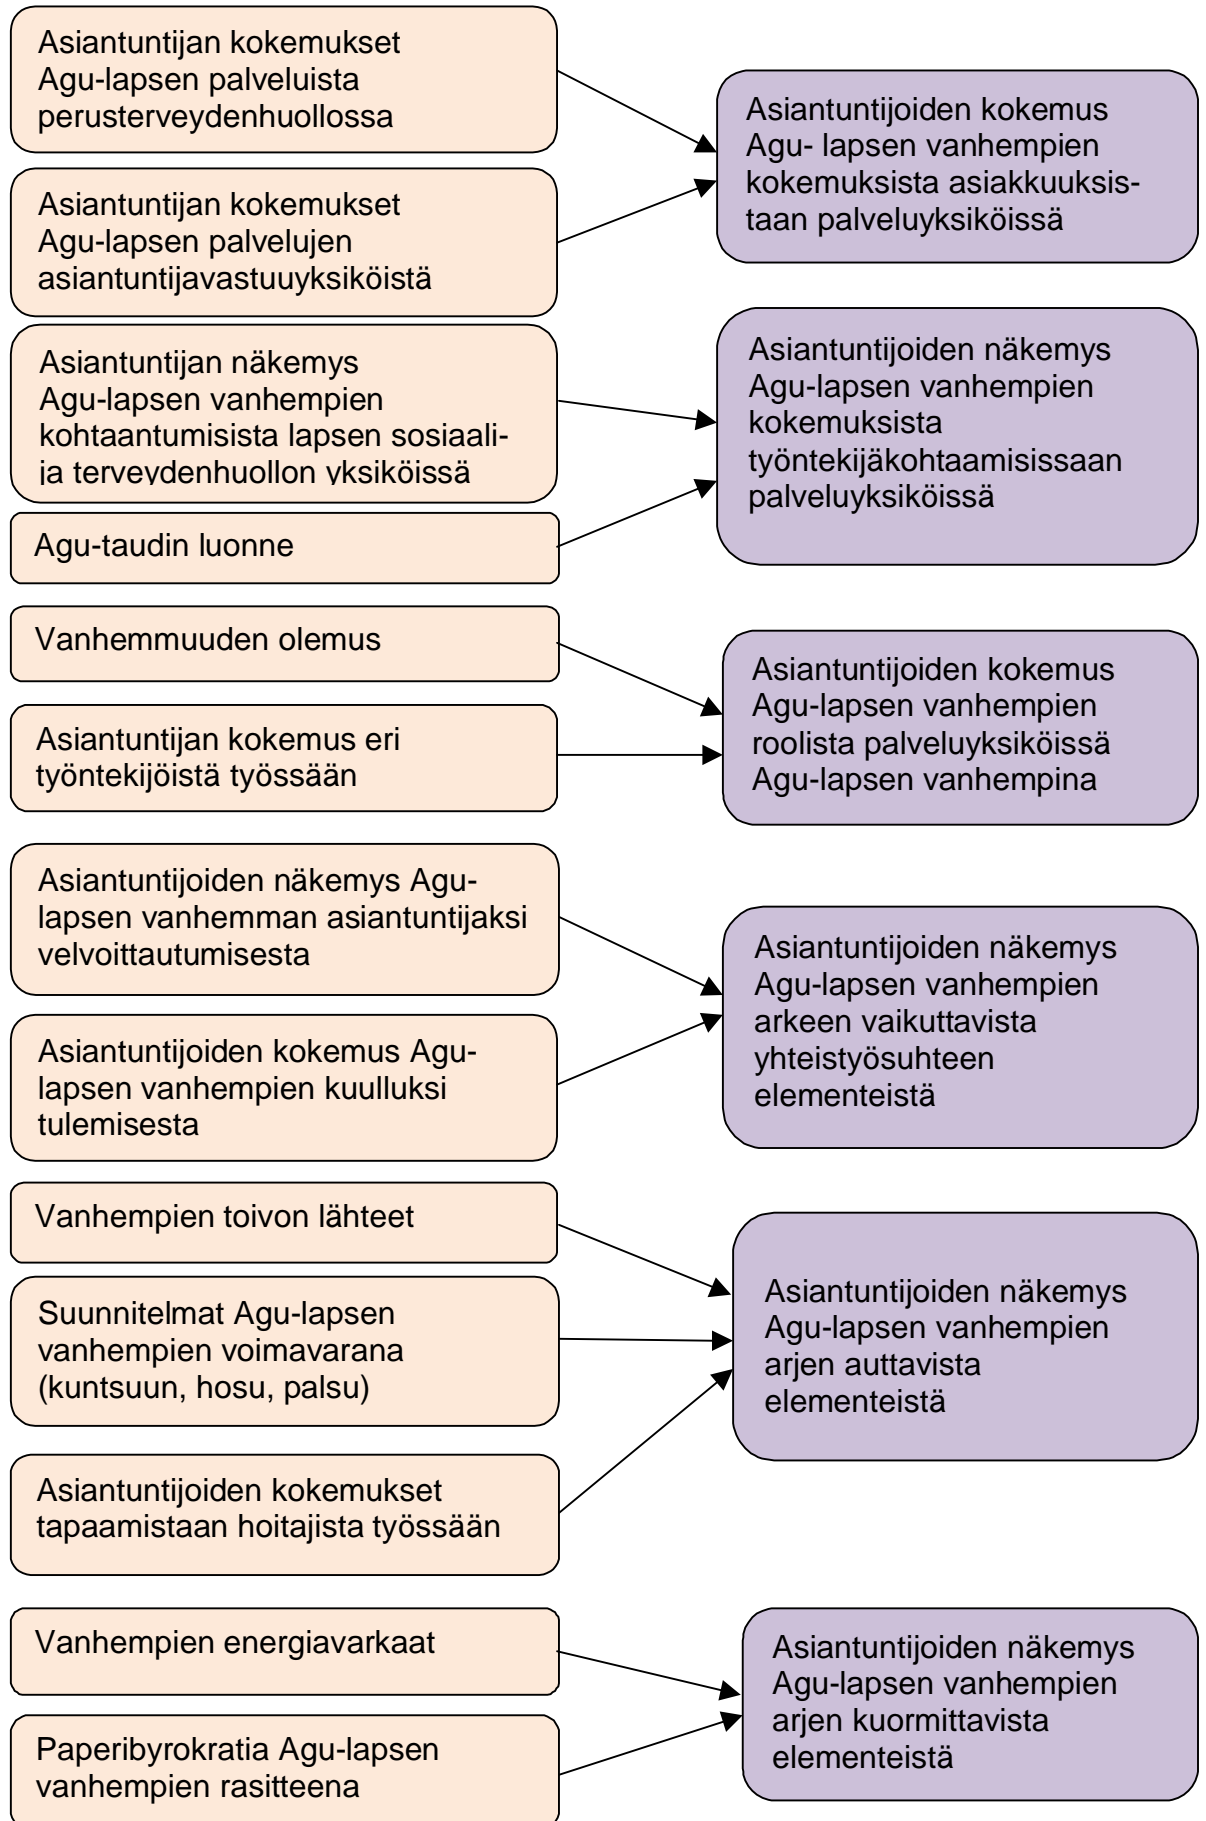 Asiantuntijan kokemukset
Agu-lapsen palveluista
perusterveydenhuollossa
Asiantuntijan kokemukset
Agu-lapsen palvelujen
asiantuntijavastuuyksiköistä
Asiantuntijoiden kokemus
Agu- lapsen vanhempien
kokemuksista asiakkuuksis-
taan palveluyksiköissä
Asiantuntijan näkemys
Agu-lapsen vanhempien
kohtaantumisista lapsen sosiaali-
ja terveydenhuollon yksiköissä
Agu-taudin luonne
Asiantuntijoiden näkemys
Agu-lapsen vanhempien
kokemuksista
työntekijäkohtaamisissaan
palveluyksiköissä
Vanhemmuuden olemus
Asiantuntijan kokemus eri
työntekijöistä työssään
Asiantuntijoiden kokemus
Agu-lapsen vanhempien
roolista palveluyksiköissä
Agu-lapsen vanhempina
Asiantuntijoiden näkemys Agu-
lapsen vanhemman asiantuntijaksi
velvoittautumisesta
Asiantuntijoiden kokemus Agu-
lapsen vanhempien kuulluksi
tulemisesta
Asiantuntijoiden näkemys
Agu-lapsen vanhempien
arkeen vaikuttavista
yhteistyösuhteen
elementeistä
Vanhempien toivon lähteet
Suunnitelmat Agu-lapsen
vanhempien voimavarana
(kuntsuun, hosu, palsu)
Asiantuntijoiden kokemukset
tapaamistaan hoitajista työssään
Asiantuntijoiden näkemys
Agu-lapsen vanhempien
arjen auttavista
elementeistä
Vanhempien energiavarkaat
Paperibyrokratia Agu-lapsen
vanhempien rasitteena
Asiantuntijoiden näkemys
Agu-lapsen vanhempien
arjen kuormittavista
elementeistä